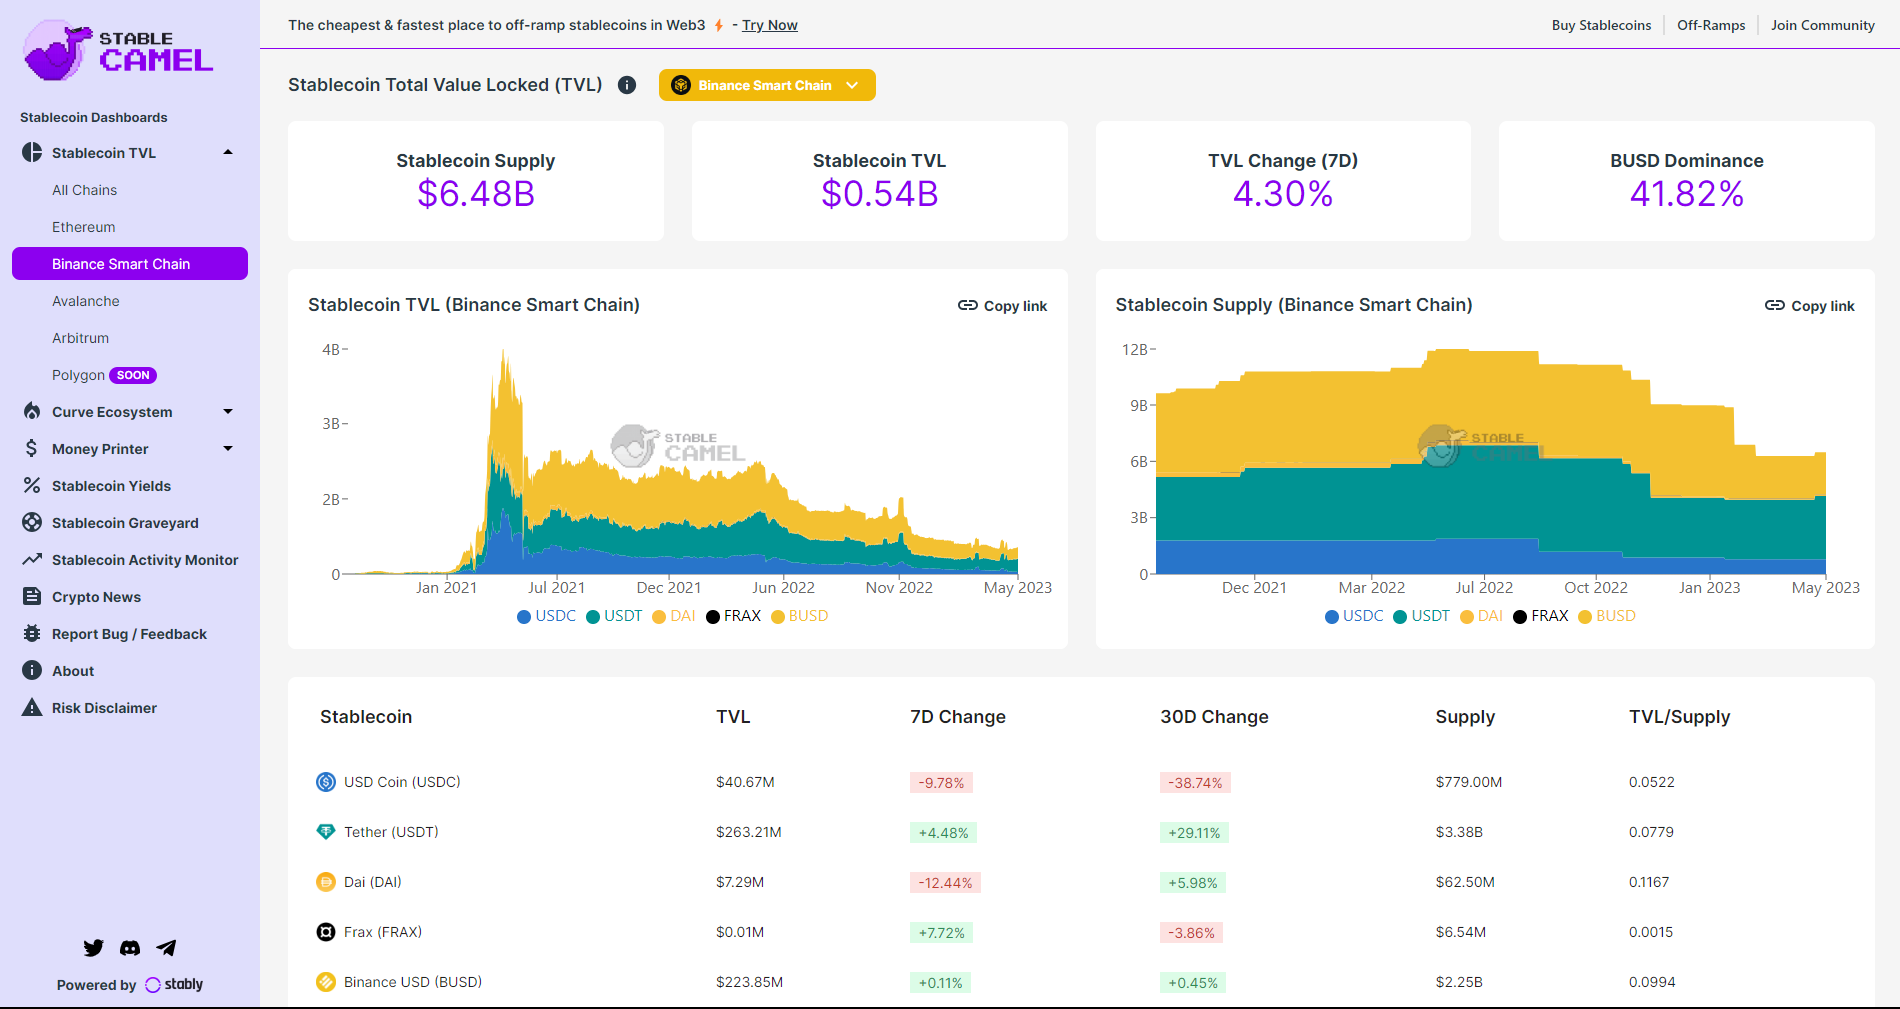 STABLE
CAMEL
The cheapest & fastest place to off-ramp stablecoins in Web3 ⚡ - Try Now
Buy Stablecoins
Off-Ramps
Join Community
Stablecoin Dashboards
Stablecoin TVL
All Chains
Ethereum
Binance Smart Chain
Avalanche
Arbitrum
Polygon SOON
Curve Ecosystem
Money Printer
Stablecoin Yields
Stablecoin Graveyard
Stablecoin Activity Monitor
Crypto News
Report Bug / Feedback
About
Risk Disclaimer
Powered by stably
Stablecoin Total Value Locked (TVL)
Binance Smart Chain
Stablecoin Supply
$6.48B
Stablecoin TVL
$0.54B
TVL Change (7D)
4.30%
BUSD Dominance
41.82%
Stablecoin TVL (Binance Smart Chain)
Copy link
4B
3B
2B
0
STABLE
CAMEL
Jan 2021 Jul 2021 Dec 2021 Jun 2022 Nov 2022 May 2023
USDC USDT DAI FRAX BUSD
Stablecoin Supply (Binance Smart Chain)
Copy link
12B
9B
6B
3B
0
STABLE
CAMEL
Dec 2021 Mar 2022 Jul 2022 Oct 2022 Jan 2023 May 2023
USDC USDT DAI FRAX BUSD
Stablecoin TVL 7D Change 30D Change Supply TVL/Supply
USD Coin (USDC) $40.67M -9.78% -38.74% $779.00M 0.0522
Tether (USDT) $263.21M +4.48% +29.11% $3.38B 0.0779
Dai (DAI) $7.29M -12.44% +5.98% $62.50M 0.1167
Frax (FRAX) $0.01M +7.72% -3.86% $6.54M 0.0015
Binance USD (BUSD) $223.85M +0.11% +0.45% $2.25B 0.0994